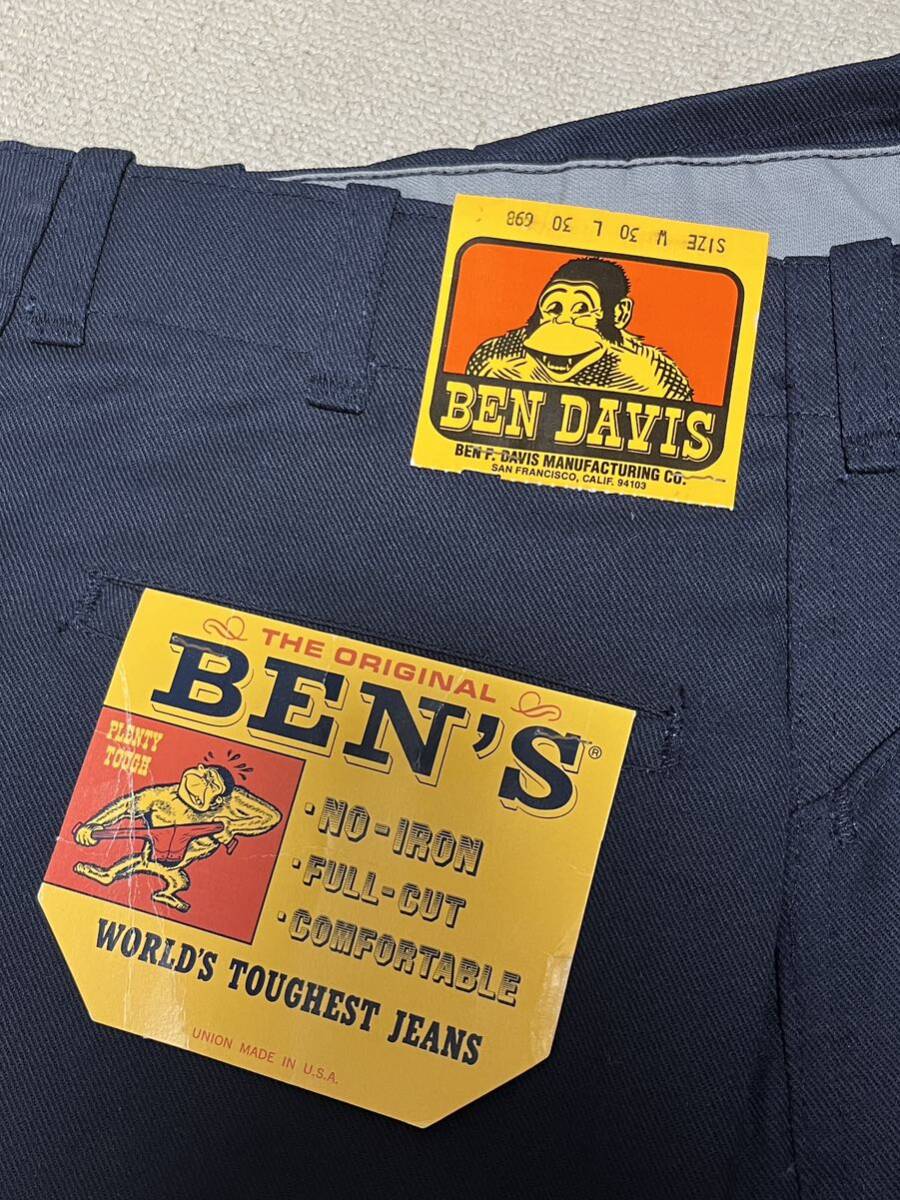 SIZE W 30 L 30 698
BEN DAVIS
BEN F. DAVIS MANUFACTURING CO.
SAN FRANCISCO, CALIF. 94103
THE ORIGINAL
BEN'S®
PLENTY
TOUGH
·NO-IRON
·FULL-CUT
·COMFORTABLE
WORLD'S TOUGHEST JEANS
UNION MADE IN U.S.A.